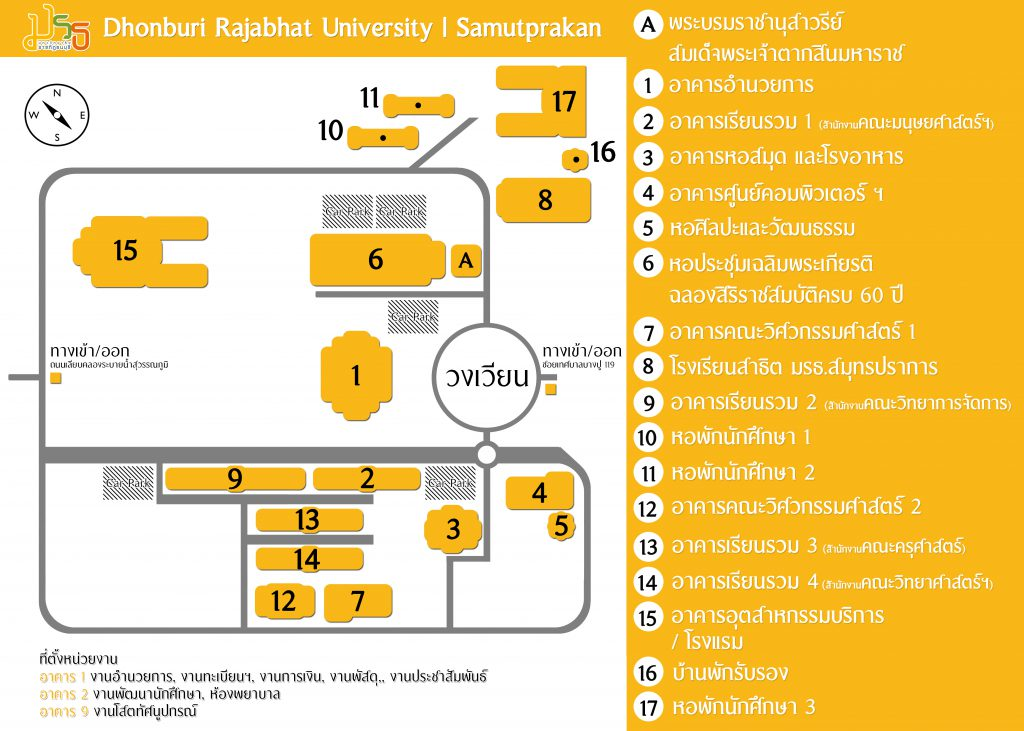 มรธ
ราชภัฏธนบุรี
Dhonburi Rajabhat University | Samutprakan
N
W E
S
11
10
17
16
8
Car Park Car Park
15
6
A
Car Park
ทางเข้า/ออก
ถนนเลียบคลองระบายน้ำสุวรรณภูมิ
1
วงเวียน
ทางเข้า/ออก
ซอยเทศบาลบางปู 119
Car Park
9
2
Car Park
4
13
3
5
14
12
7
ที่ตั้งหน่วยงาน
อาคาร 1 งานอำนวยการ, งานทะเบียนฯ, งานการเงิน, งานพัสดุ,, งานประชาสัมพันธ์
อาคาร 2 งานพัฒนานักศึกษา, ห้องพยาบาล
อาคาร 9 งานโสตทัศนูปกรณ์
A พระบรมราชานุสาวรีย์
สมเด็จพระเจ้าตากสินมหาราช
1 อาคารอำนวยการ
2 อาคารเรียนรวม 1 (สำนักงานคณะมนุษยศาสตร์ฯ)
3 อาคารหอสมุด และโรงอาหาร
4 อาคารศูนย์คอมพิวเตอร์ ฯ
5 หอศิลปะและวัฒนธรรม
6 หอประชุมเฉลิมพระเกียรติ
ฉลองสิริราชสมบัติครบ 60 ปี
7 อาคารคณะวิศวกรรมศาสตร์ 1
8 โรงเรียนสาธิต มรธ.สมุทรปราการ
9 อาคารเรียนรวม 2 (สำนักงานคณะวิทยาการจัดการ)
10 หอพักนักศึกษา 1
11 หอพักนักศึกษา 2
12 อาคารคณะวิศวกรรมศาสตร์ 2
13 อาคารเรียนรวม 3 (สำนักงานคณะครุศาสตร์)
14 อาคารเรียนรวม 4 (สำนักงานคณะวิทยาศาสตร์ฯ)
15 อาคารอุตสาหกรรมบริการ
/ โรงแรม
16 บ้านพักรับรอง
17 หอพักนักศึกษา 3